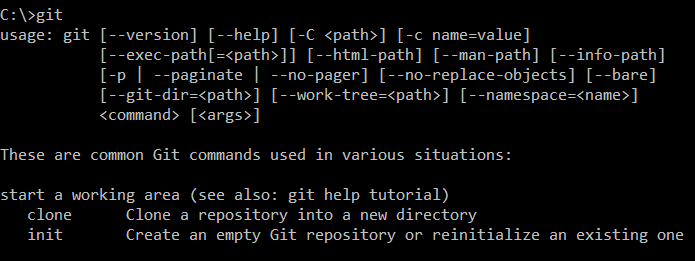 C:\>git
usage: git [--version] [--help] [-C <path>] [-c name=value]
           [--exec-path[=<path>]] [--html-path] [--man-path] [--info-path]
           [-p | --paginate | --no-pager] [--no-replace-objects] [--bare]
           [--git-dir=<path>] [--work-tree=<path>] [--namespace=<name>]
           <command> [<args>]
These are common Git commands used in various situations:
start a working area (see also: git help tutorial)
   clone      Clone a repository into a new directory
   init       Create an empty Git repository or reinitialize an existing one